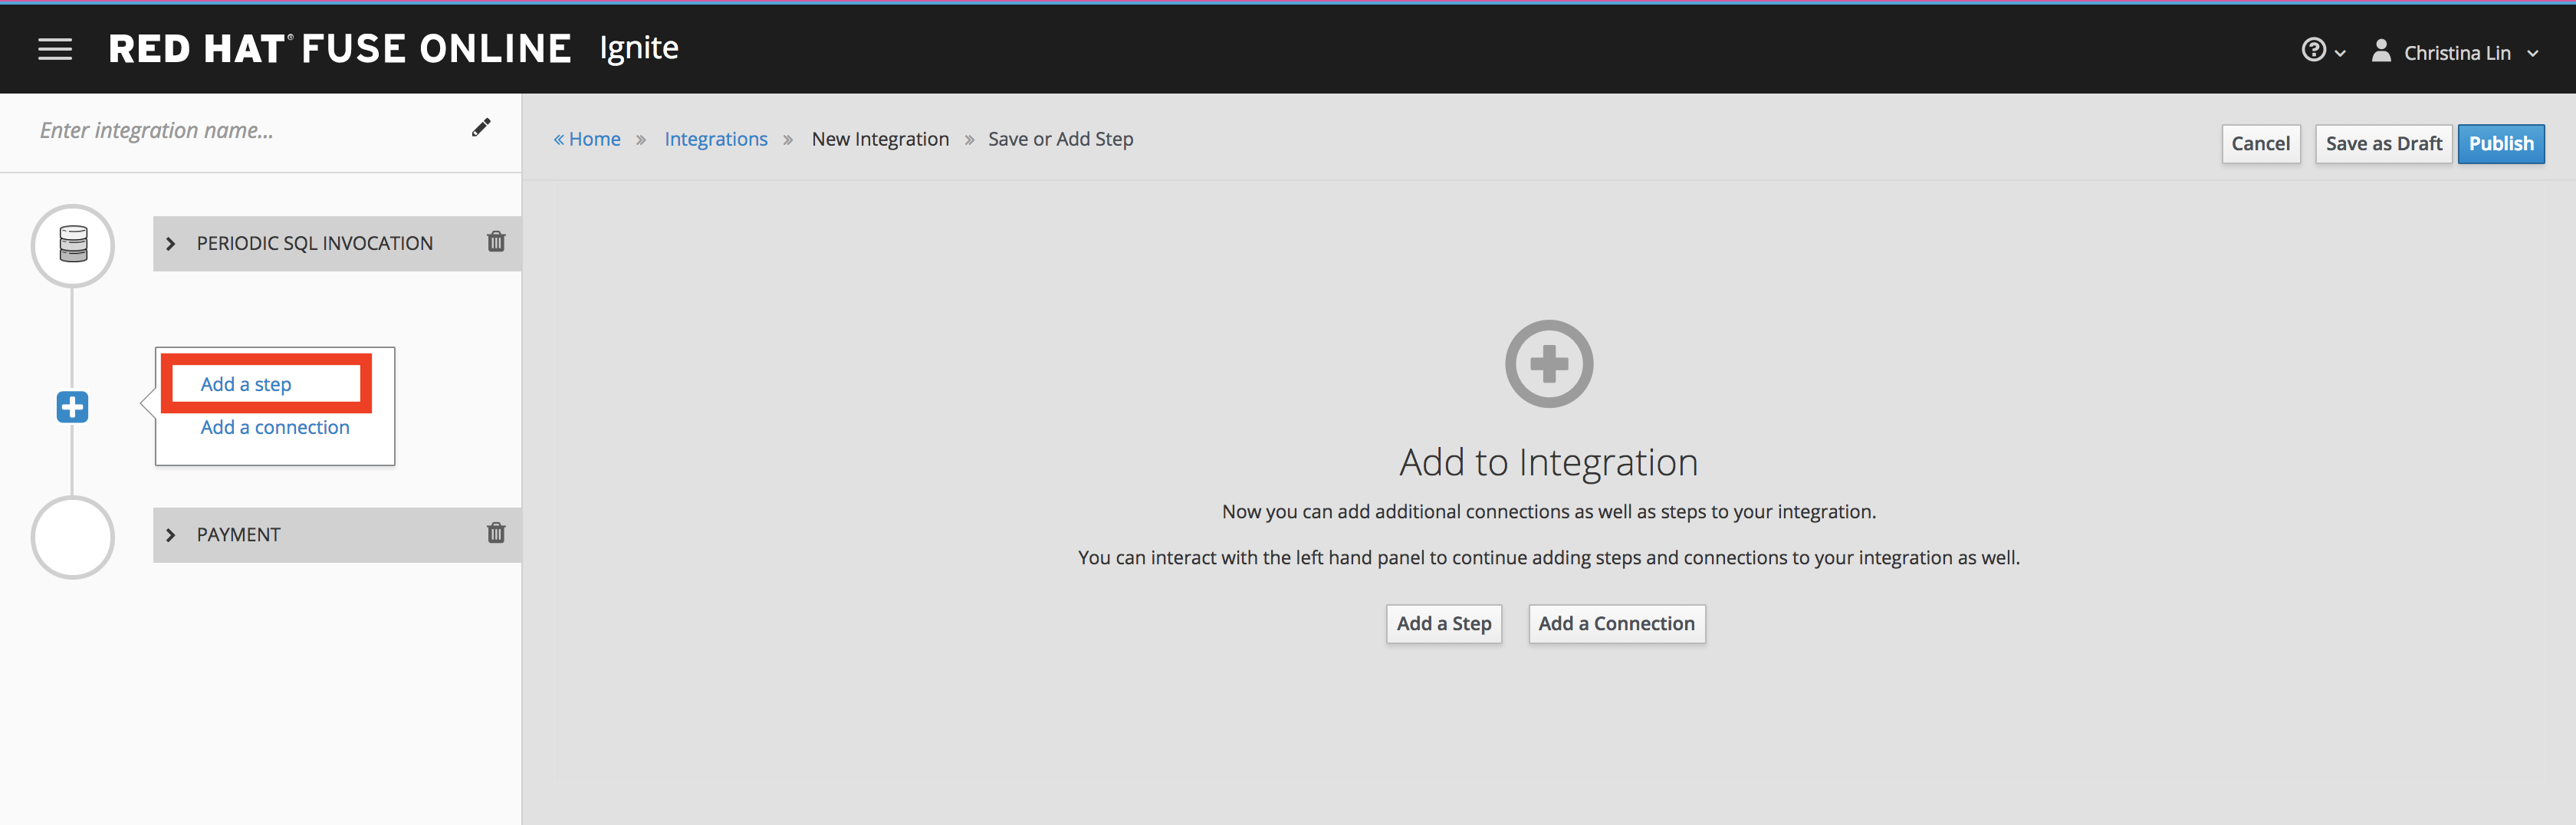 RED HAT® FUSE ONLINE Ignite
Christina Lin
Enter integration name...
« Home » Integrations » New Integration » Save or Add Step
Cancel Save as Draft Publish
PERIODIC SQL INVOCATION
Add a step
Add a connection
PAYMENT
Add to Integration
Now you can add additional connections as well as steps to your integration.
You can interact with the left hand panel to continue adding steps and connections to your integration as well.
Add a Step Add a Connection